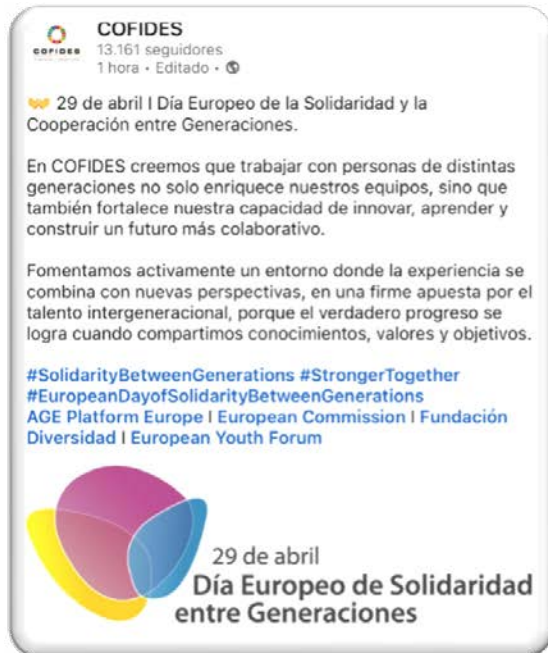 COFIDES
COFIDES
13.161 seguidores
1 hora • Editado •
29 de abril I Día Europeo de la Solidaridad y la
Cooperación entre Generaciones.
En COFIDES creemos que trabajar con personas de distintas
generaciones no solo enriquece nuestros equipos, sino que
también fortalece nuestra capacidad de innovar, aprender y
construir un futuro más colaborativo.
Fomentamos activamente un entorno donde la experiencia se
combina con nuevas perspectivas, en una firme apuesta por el
talento intergeneracional, porque el verdadero progreso se
logra cuando compartimos conocimientos, valores y objetivos.
#SolidarityBetweenGenerations #StrongerTogether
#EuropeanDayofSolidarityBetweenGenerations
AGE Platform Europe I European Commission I Fundación
Diversidad I European Youth Forum
29 de abril
Día Europeo de Solidaridad
entre Generaciones